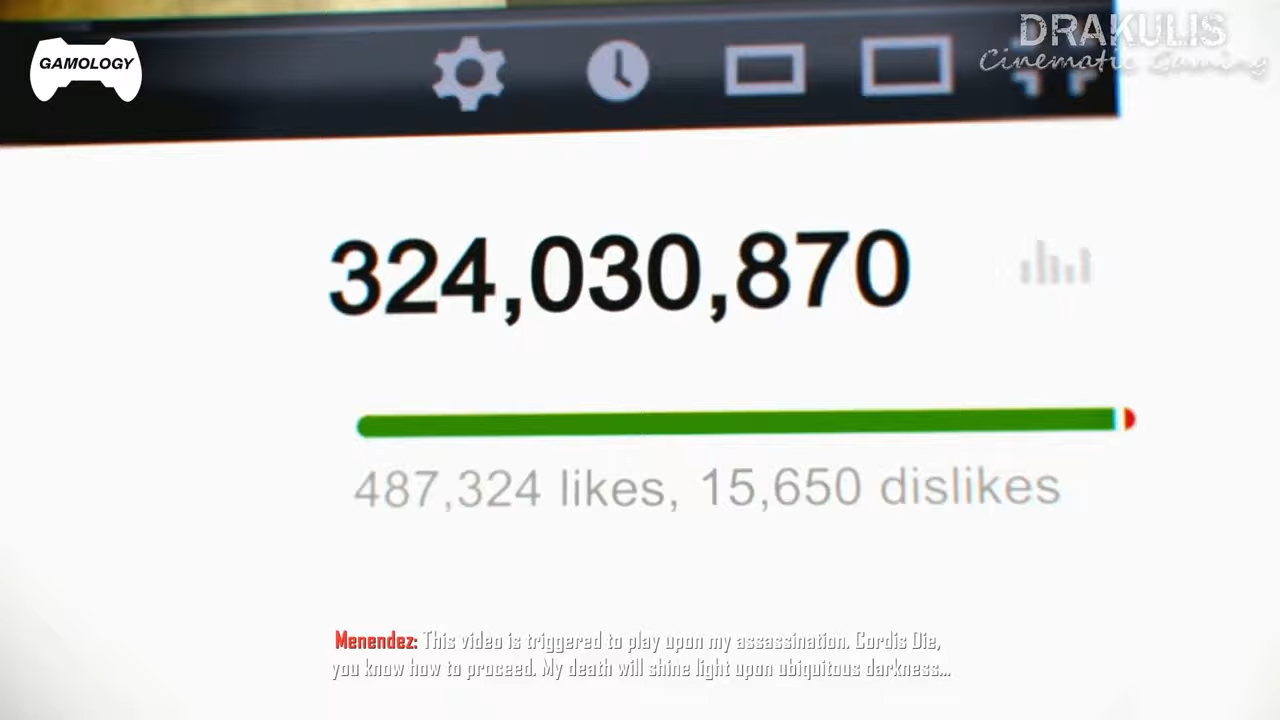 GAMOLOGY
DRAKULIS
Cinematic Gaming
324,030,870
487,324 likes, 15,650 dislikes
Menendez: This video is triggered to play upon my assassination. Cordis Die,
you know how to proceed. My death will shine light upon ubiquitous darkness...